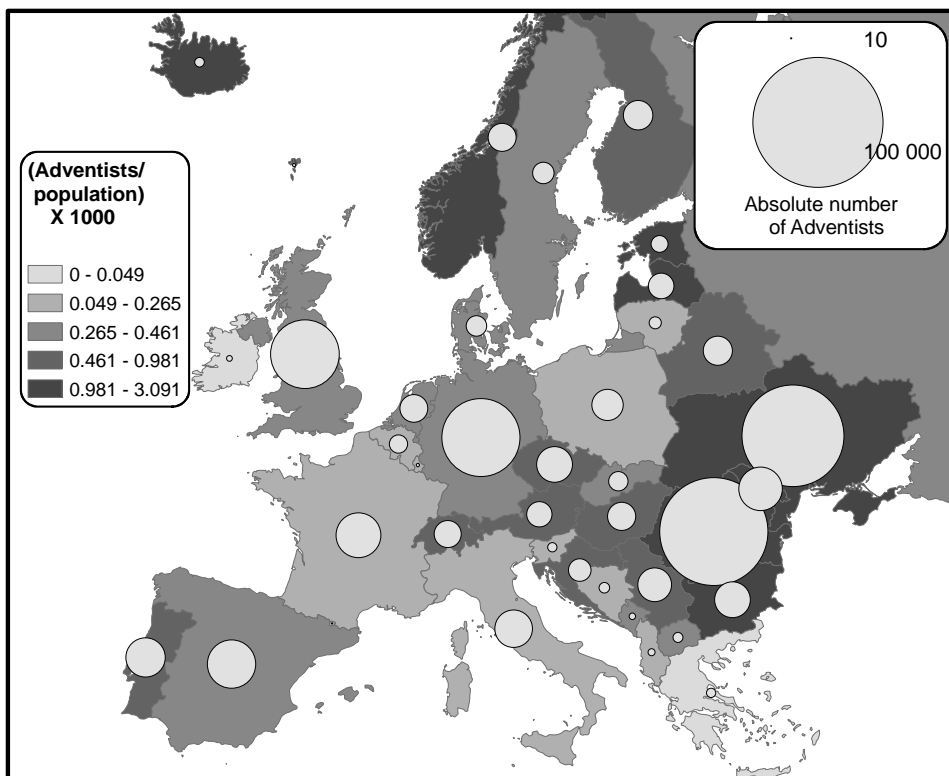 10
100 000
Absolute number
of Adventists
(Adventists/
population)
X 1000
0 - 0.049
0.049 - 0.265
0.265 - 0.461
0.461 - 0.981
0.981 - 3.091